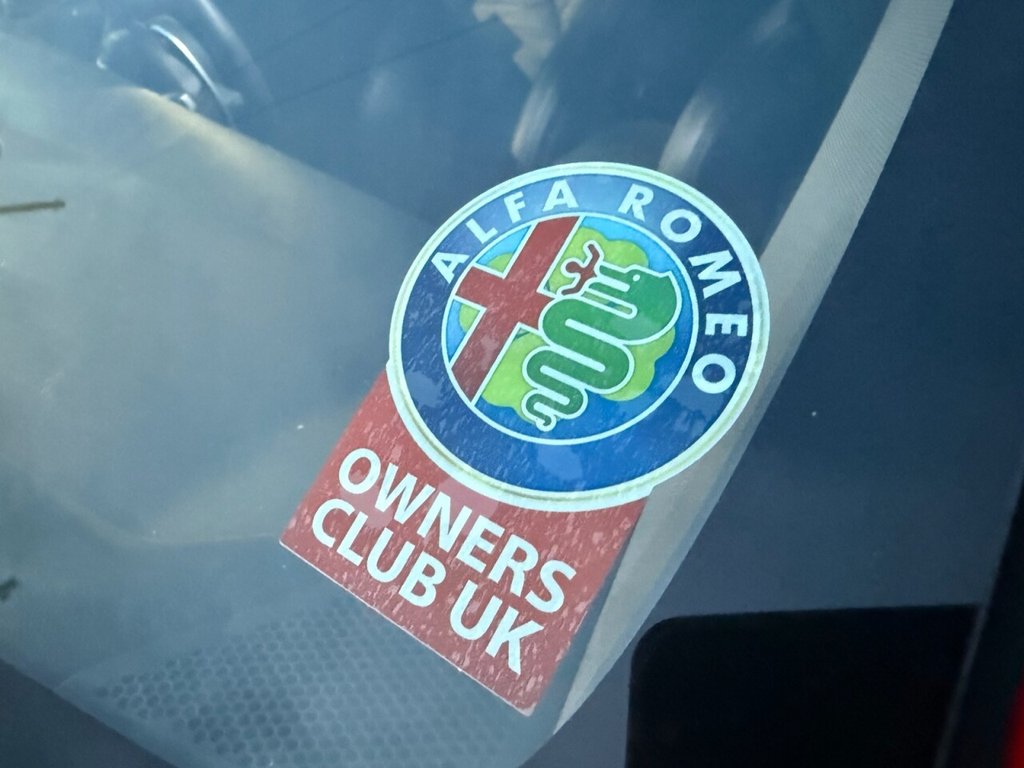 ALFA ROMEO
OWNERS
CLUB UK